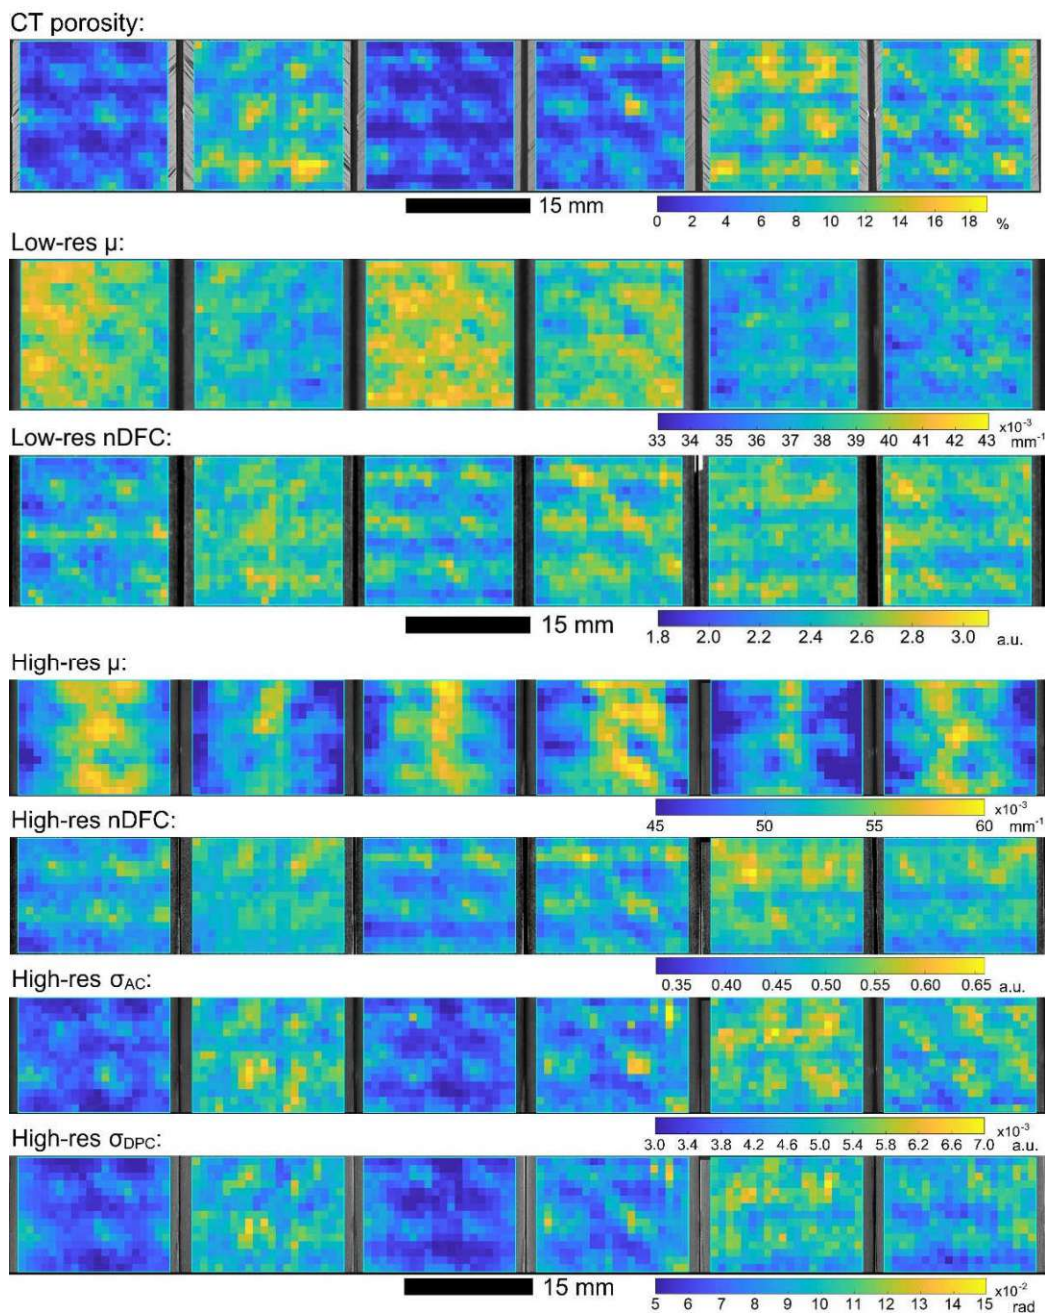 CT porosity:
15 mm
0 2 4 6 8 10 12 14 16 18 %
Low-res μ:
x10⁻³
33 34 35 36 37 38 39 40 41 42 43 mm⁻¹
Low-res nDFC:
15 mm
1.8 2.0 2.2 2.4 2.6 2.8 3.0 a.u.
High-res μ:
x10⁻³
45 50 55 60 mm⁻¹
High-res nDFC:
0.35 0.40 0.45 0.50 0.55 0.60 0.65 a.u.
High-res σAC:
x10⁻³
3.0 3.4 3.8 4.2 4.6 5.0 5.4 5.8 6.2 6.6 7.0 a.u.
High-res σDPC:
15 mm
x10⁻²
5 6 7 8 9 10 11 12 13 14 15 rad